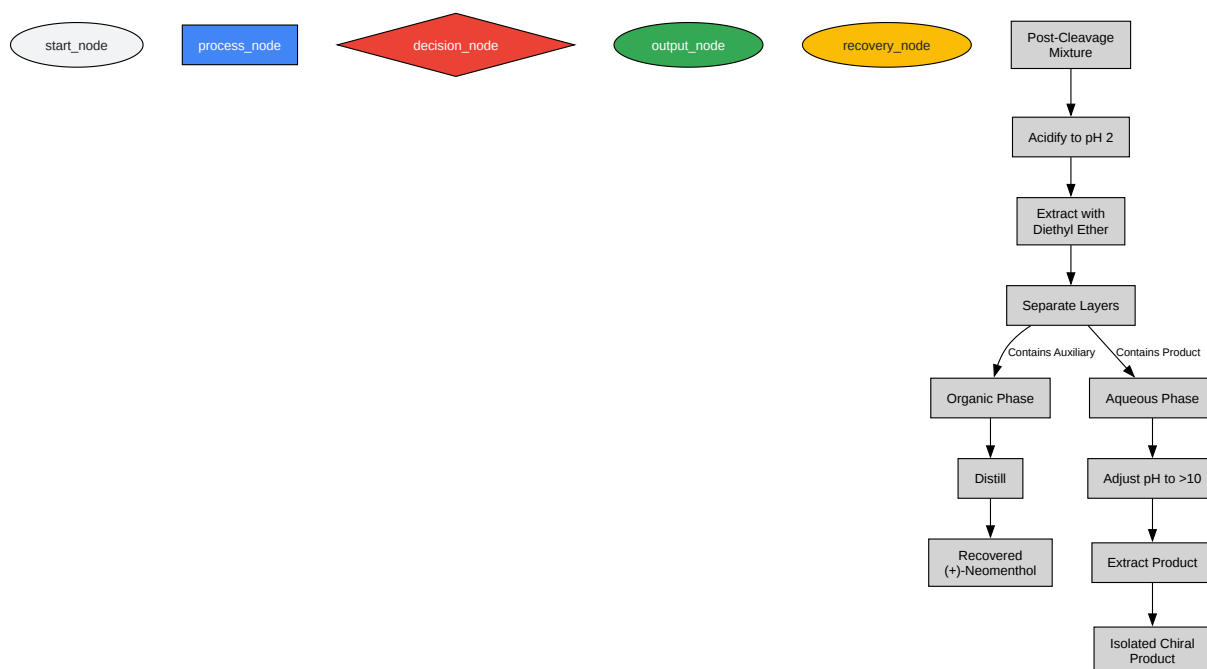 start_node
process_node
decision_node
output_node
recovery_node
Post-Cleavage
Mixture
Acidify to pH 2
Extract with
Diethyl Ether
Separate Layers
Contains Auxiliary
Contains Product
Organic Phase
Aqueous Phase
Distill
Adjust pH to >10
Recovered
(+)-Neomenthol
Extract Product
Isolated Chiral
Product